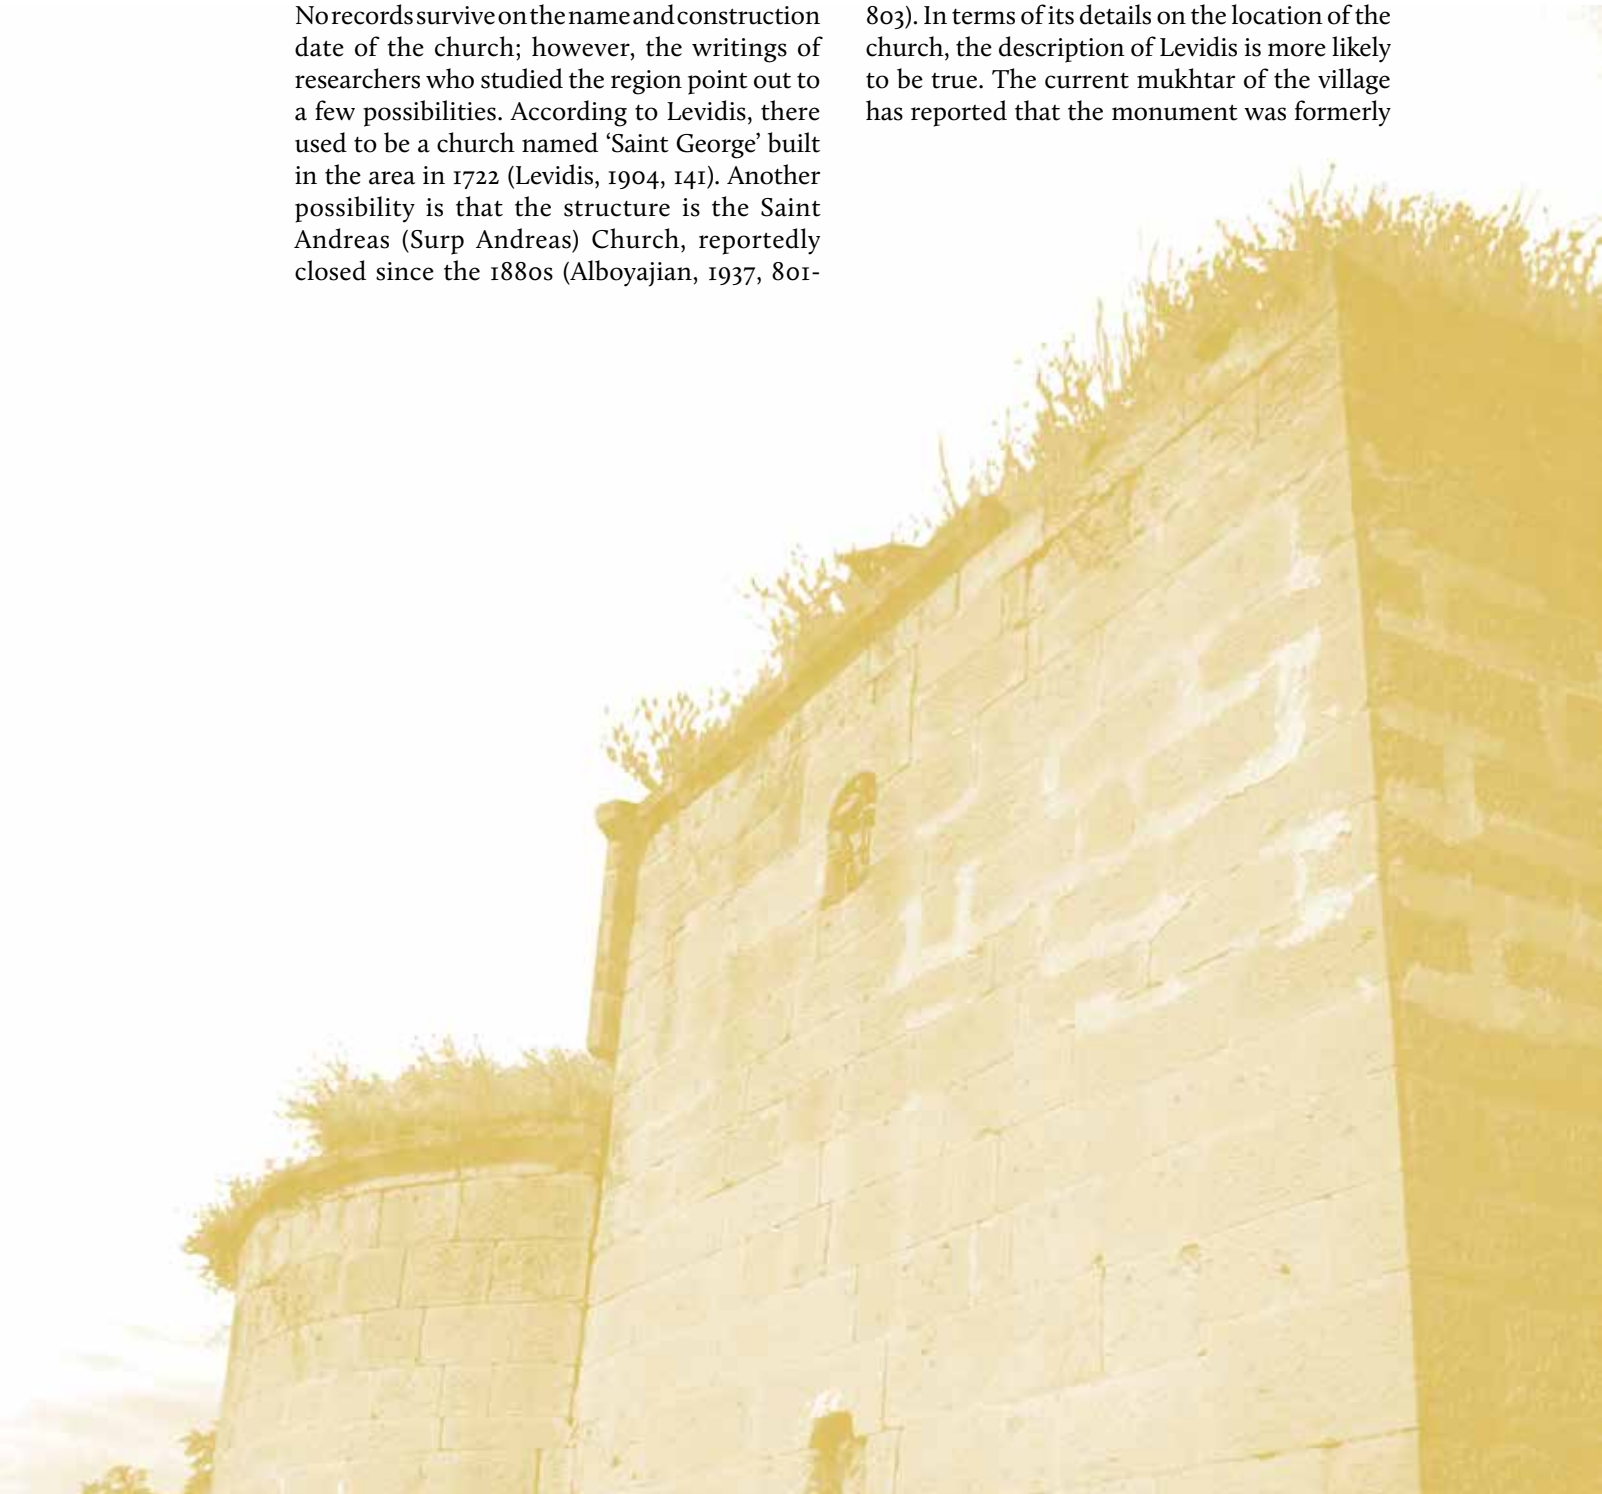 No records survive on the name and construction
date of the church; however, the writings of
researchers who studied the region point out to
a few possibilities. According to Levidis, there
used to be a church named ‘Saint George’ built
in the area in 1722 (Levidis, 1904, 141). Another
possibility is that the structure is the Saint
Andreas (Surp Andreas) Church, reportedly
closed since the 1880s (Alboyajian, 1937, 801-
803). In terms of its details on the location of the
church, the description of Levidis is more likely
to be true. The current mukhtar of the village
has reported that the monument was formerly